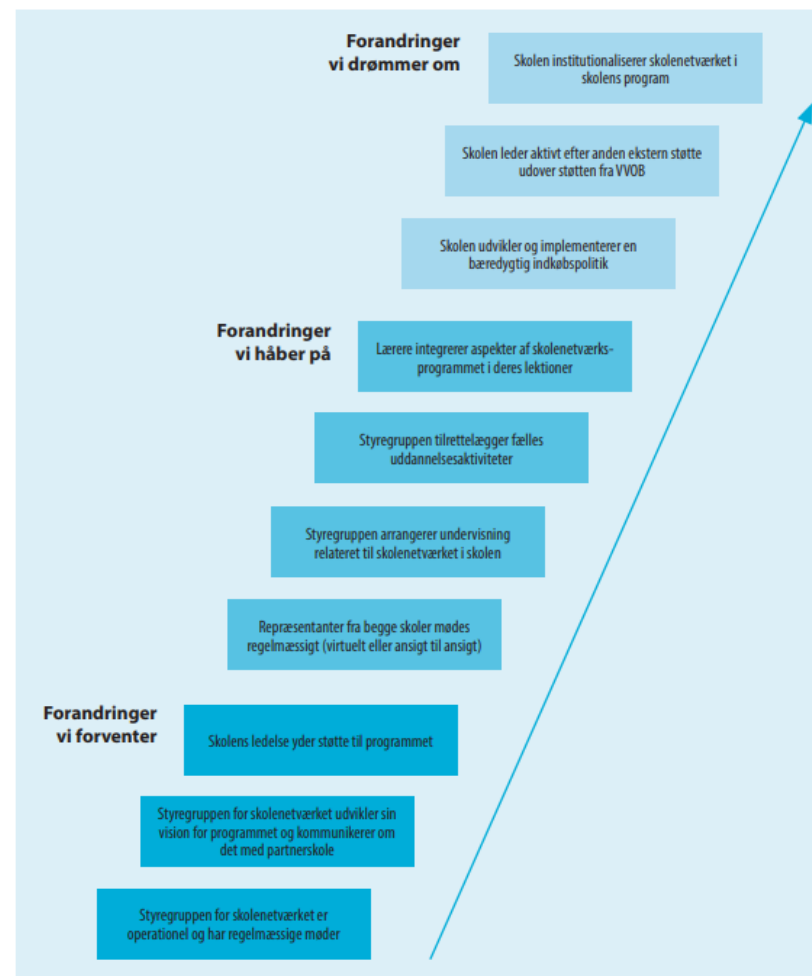 Forandringer
vi drømmer om
Skolen institutionaliserer skolenetværket i
skolens program
Skolen leder aktivt efter anden ekstern støtte
udover støtten fra VVOB
Skolen udvikler og implementerer en
bæredygtig indkøbspolitik
Forandringer
vi håber på
Lærere integrerer aspekter af skolenetværks-
programmet i deres lektioner
Styregruppen tilrettelægger fælles
uddannelsesaktiviteter
Styregruppen arrangerer undervisning
relateret til skolenetværket i skolen
Repræsentanter fra begge skoler mødes
regelmæssigt (virtuelt eller ansigt til ansigt)
Forandringer
vi forventer
Skolens ledelse yder støtte til programmet
Styregruppen for skolenetværket udvikler sin
vision for programmet og kommunikerer om
det med partnerskole
Styregruppen for skolenetværket er
operationel og har regelmæssige møder